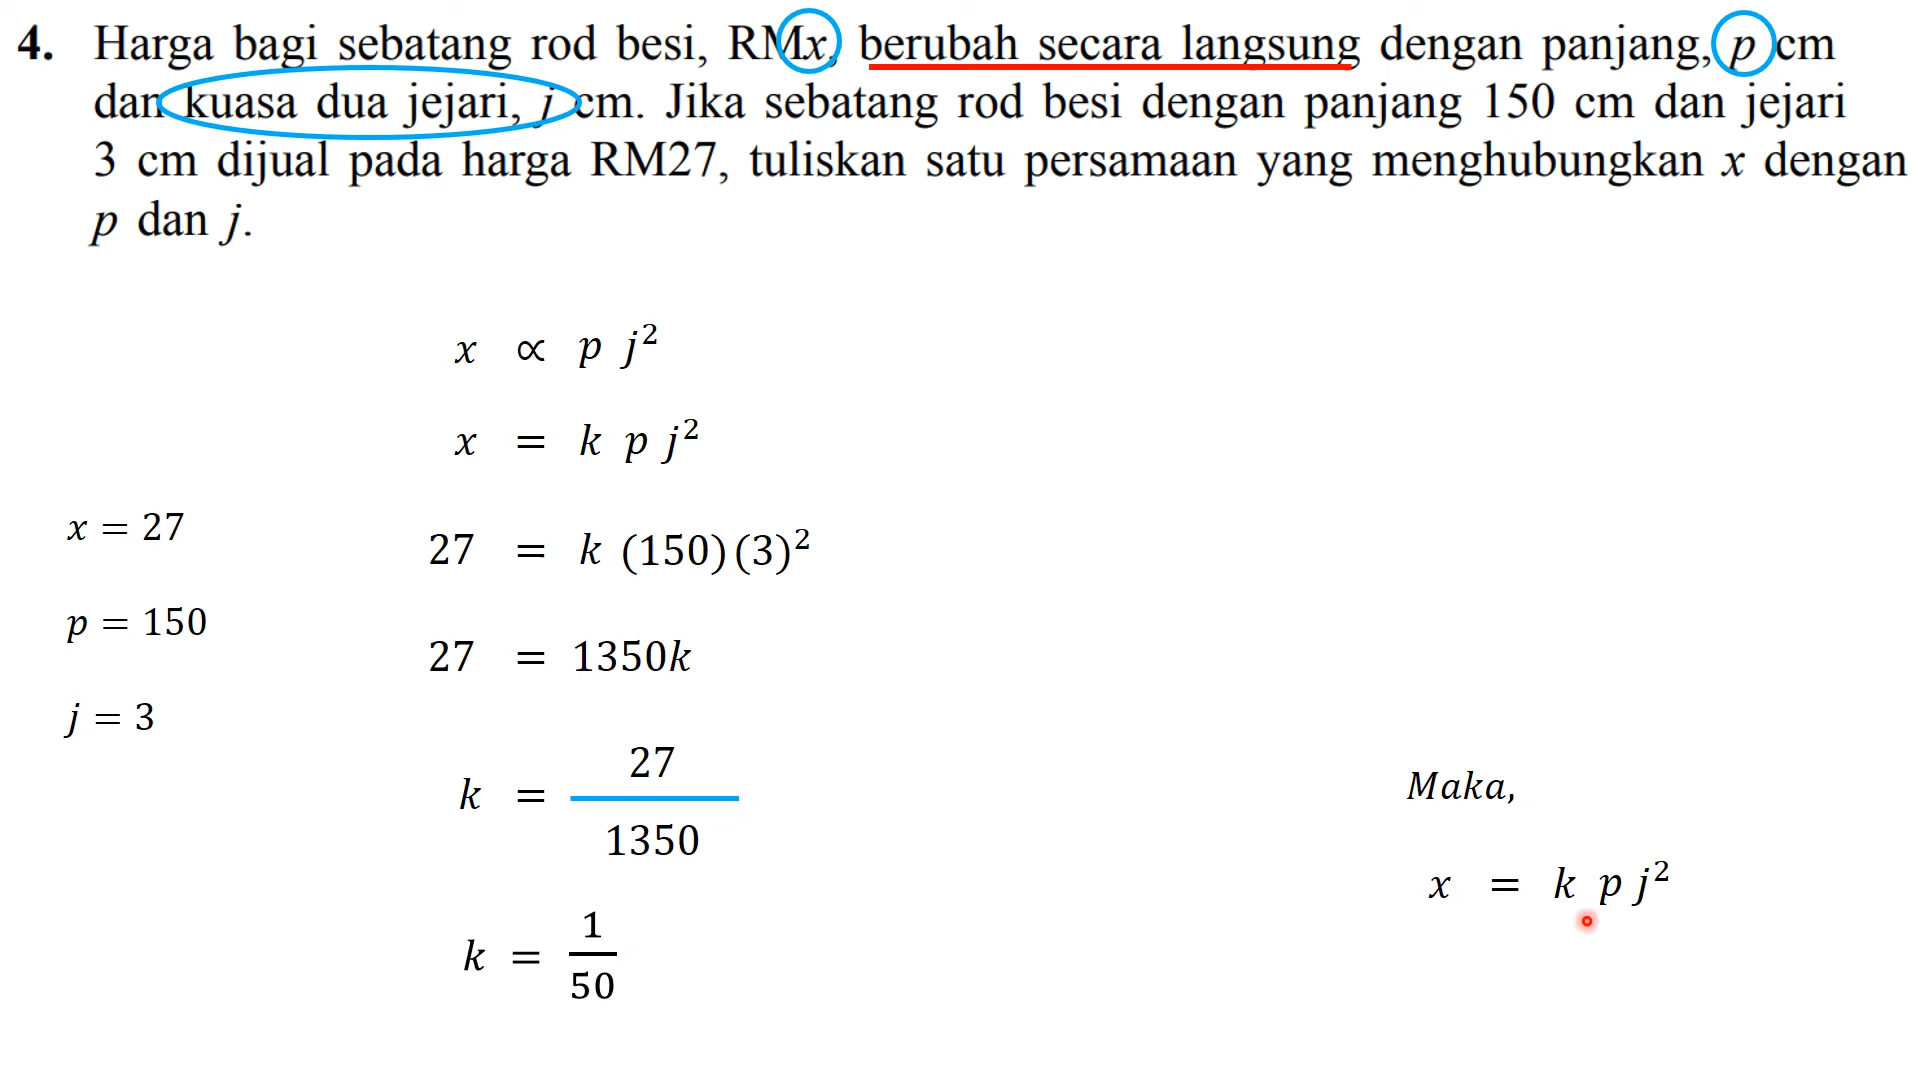 4. Harga bagi sebatang rod besi, RMx, berubah secara langsung dengan panjang, p cm
dan kuasa dua jejari, j cm. Jika sebatang rod besi dengan panjang 150 cm dan jejari
3 cm dijual pada harga RM27, tuliskan satu persamaan yang menghubungkan x dengan
p dan j.
x ∝ p j²
x = k p j²
x = 27
27 = k (150)(3)²
p = 150
27 = 1350k
j = 3
k = 27/1350
Maka,
x = k p j²
k = 1/50